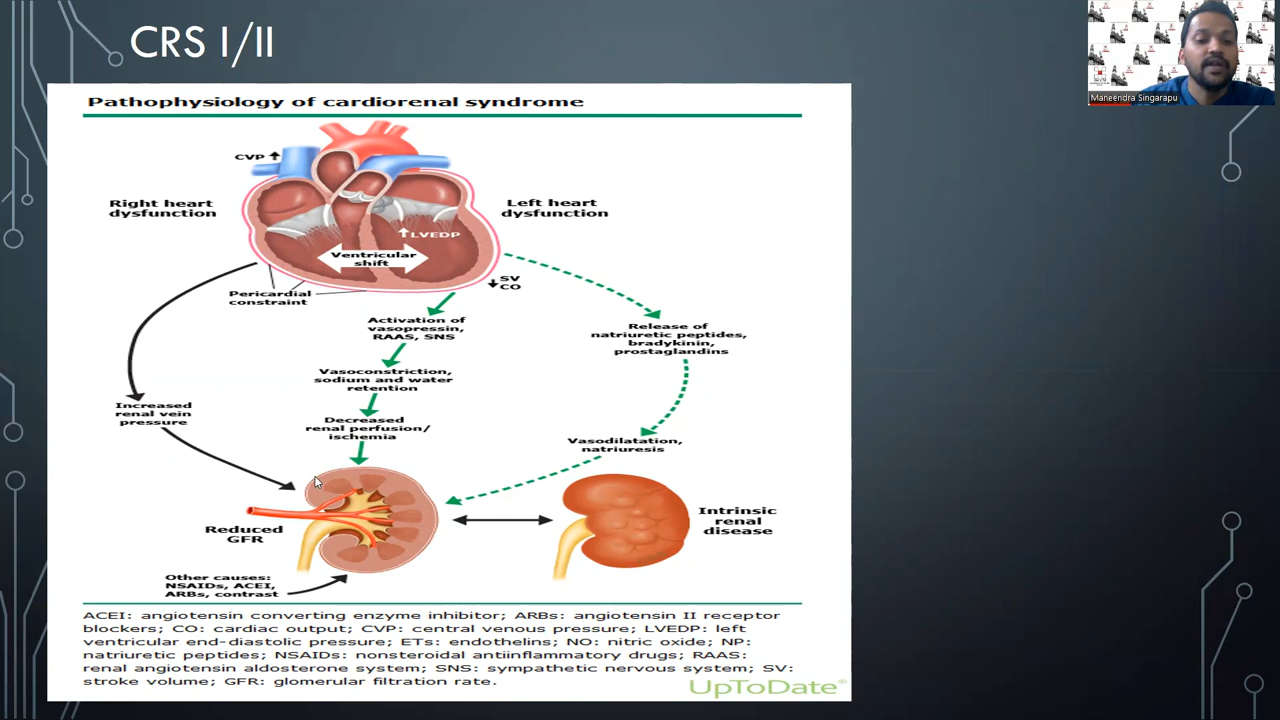 CRS I/II
Maneendra Singarapu
Pathophysiology of cardiorenal syndrome
CVP ↑
Right heart
dysfunction
Left heart
dysfunction
↑ LVEDP
Ventricular
shift
↓ SV
CO
Pericardial
constraint
Activation of
vasopressin,
RAAS, SNS
Release of
natriuretic peptides,
bradykinin,
prostaglandins
Vasoconstriction,
sodium and water
retention
Increased
renal vein
pressure
Decreased
renal perfusion/
ischemia
Vasodilatation,
natriuresis
Reduced
GFR
Intrinsic
renal
disease
Other causes:
NSAIDs, ACEI,
ARBs, contrast
ACEI: angiotensin converting enzyme inhibitor; ARBs: angiotensin II receptor
blockers; CO: cardiac output; CVP: central venous pressure; LVEDP: left
ventricular end-diastolic pressure; ETs: endothelins; NO: nitric oxide; NP:
natriuretic peptides; NSAIDs: nonsteroidal antiinflammatory drugs; RAAS:
renal angiotensin aldosterone system; SNS: sympathetic nervous system; SV:
stroke volume; GFR: glomerular filtration rate.
UpToDate®